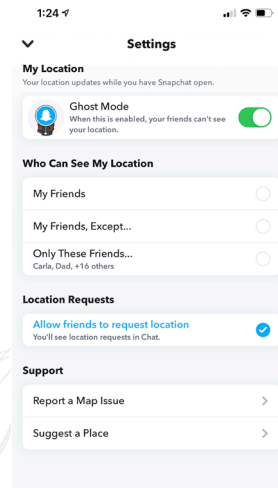 1:24
Settings
My Location
Your location updates while you have Snapchat open.
Ghost Mode
When this is enabled, your friends can't see
your location.
Who Can See My Location
My Friends
My Friends, Except...
Only These Friends...
Carla, Dad, +16 others
Location Requests
Allow friends to request location
You'll see location requests in Chat.
Support
Report a Map Issue
Suggest a Place